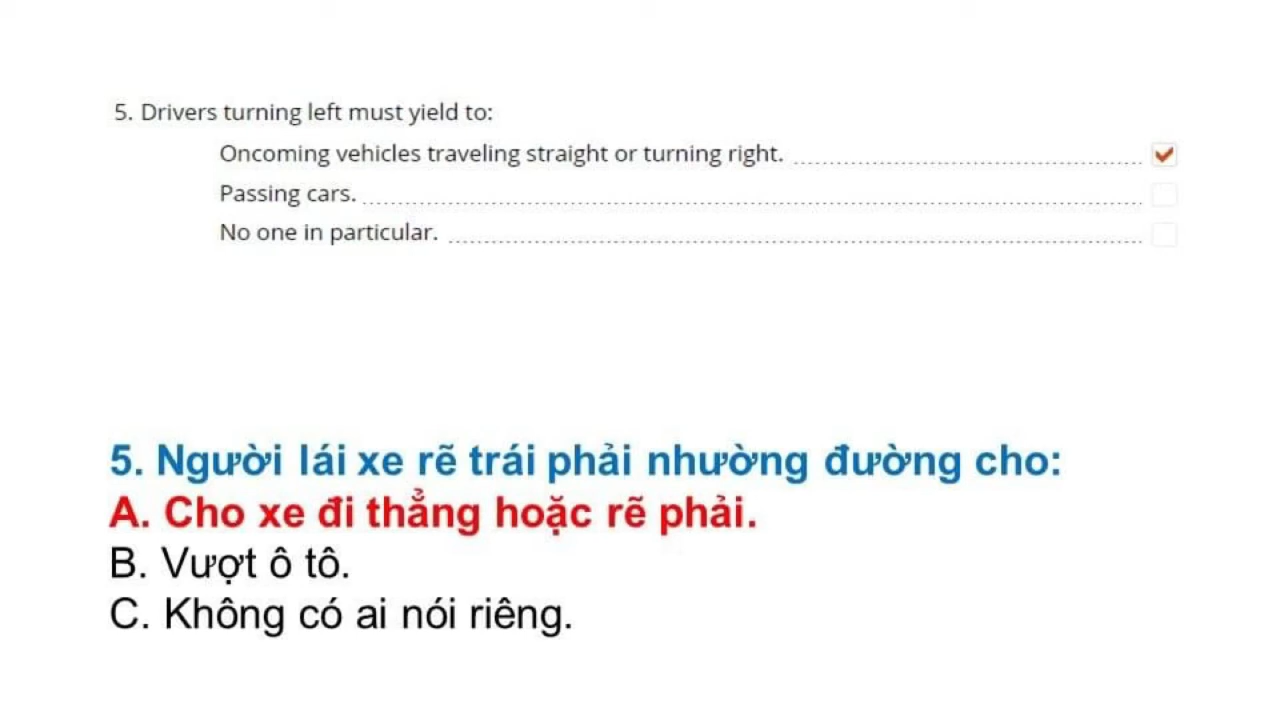 5. Drivers turning left must yield to:
Oncoming vehicles traveling straight or turning right.
Passing cars.
No one in particular.
5. Người lái xe rẽ trái phải nhường đường cho:
A. Cho xe đi thẳng hoặc rẽ phải.
B. Vượt ô tô.
C. Không có ai nói riêng.